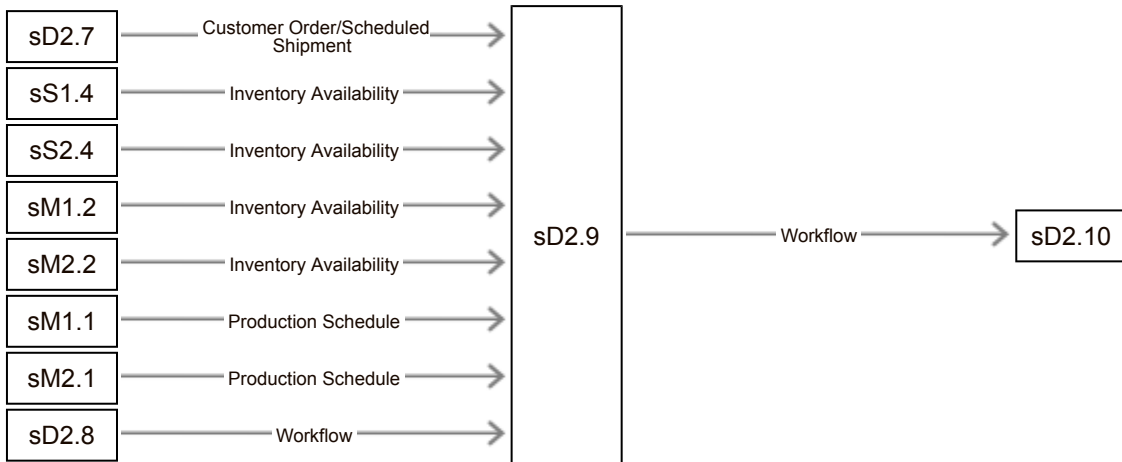 sD2.7
Customer Order/Scheduled
Shipment
sS1.4
Inventory Availability
sS2.4
Inventory Availability
sM1.2
Inventory Availability
sM2.2
Inventory Availability
sM1.1
Production Schedule
sM2.1
Production Schedule
sD2.8
Workflow
sD2.9
Workflow
sD2.10